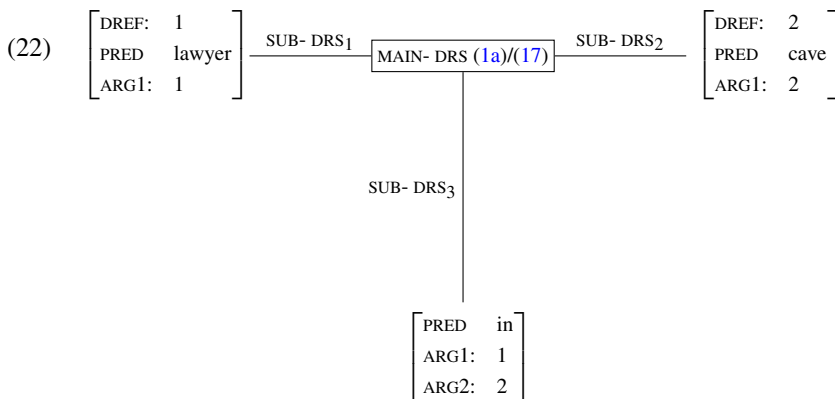 (22)
DREF: 1
PRED lawyer
ARG1: 1
SUB- DRS1
MAIN- DRS (1a)/(17)
SUB- DRS2
DREF: 2
PRED cave
ARG1: 2
SUB- DRS3
PRED in
ARG1: 1
ARG2: 2